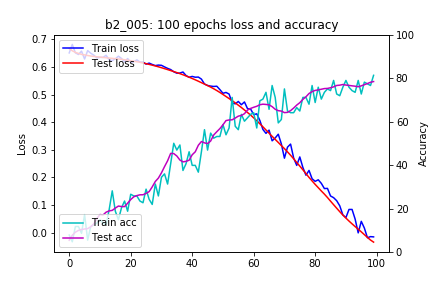 b2_005: 100 epochs loss and accuracy
0.7
0.6
0.5
0.4
0.3
0.2
0.1
0.0
Loss
Train loss
Test loss
Train acc
Test acc
100
80
60
40
20
0
Accuracy
0
20
40
60
80
100